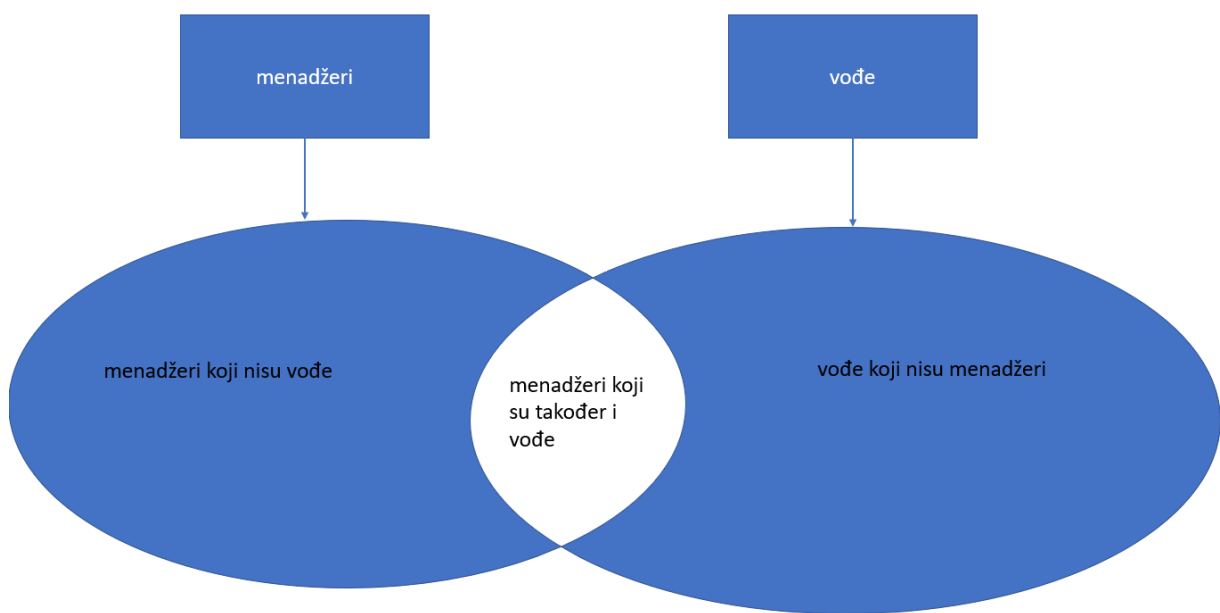 menadžeri
vođe
menadžeri koji nisu vođe
menadžeri koji
su također i
vođe
vođe koji nisu menadžeri